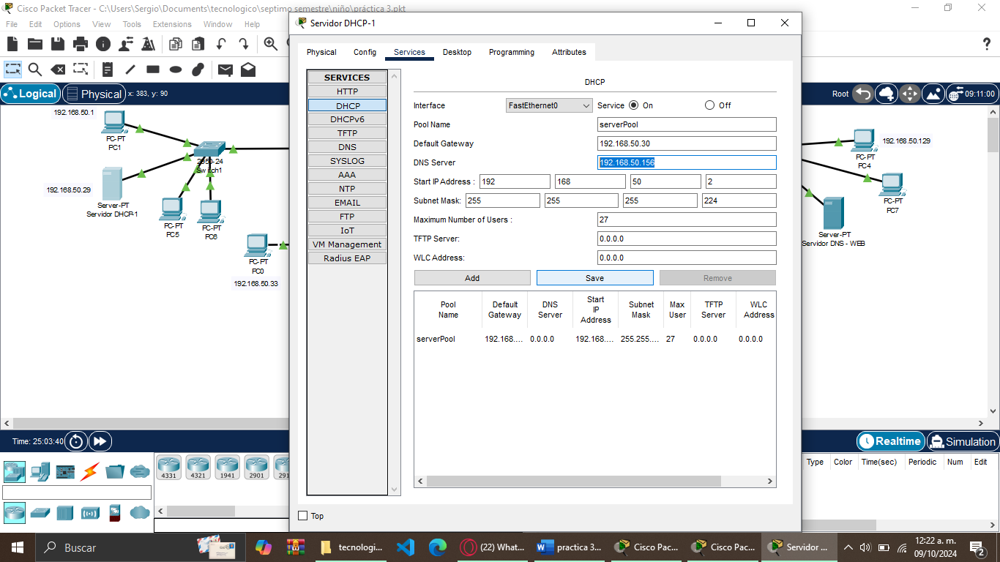 Cisco Packet Tracer - C:\Users\Sergio\Documents\tecnologico\septimo semestre\niño\práctica 3.pkt
File Edit Options View Tools Extensions Window Help
Logical Physical x: 383, y: 90
Root 09:11:00
192.168.50.1
PC-PT
PC1
2950-24
Switch1
192.168.50.29
Server-PT
Servidor DHCP-1
PC-PT
PC5
PC-PT
PC6
PC-PT
PC0
192.168.50.33
192.168.50.129
PC-PT
PC4
PC-PT
PC7
Server-PT
Servidor DNS - WEB
Servidor DHCP-1
Physical Config Services Desktop Programming Attributes
SERVICES
HTTP
DHCP
DHCPv6
TFTP
DNS
SYSLOG
AAA
NTP
EMAIL
FTP
IoT
VM Management
Radius EAP
DHCP
Interface FastEthernet0 Service On Off
Pool Name serverPool
Default Gateway 192.168.50.30
DNS Server 192.168.50.156
Start IP Address : 192 168 50 2
Subnet Mask: 255 255 255 224
Maximum Number of Users : 27
TFTP Server: 0.0.0.0
WLC Address: 0.0.0.0
Add Save Remove
Pool Name Default Gateway DNS Server Start IP Address Subnet Mask Max User TFTP Server WLC Address
serverPool 192.168.... 0.0.0.0 192.168.... 255.255.... 27 0.0.0.0 0.0.0.0
Top
Time: 25:03:40
Realtime Simulation
4331 4321 1941 2901
Type Color Time(sec) Periodic Num Edit
Buscar
tecnologi...
(22) What...
practica 3...
Cisco Pac...
Cisco Pac...
Servidor ...
12:22 a. m.
09/10/2024
2